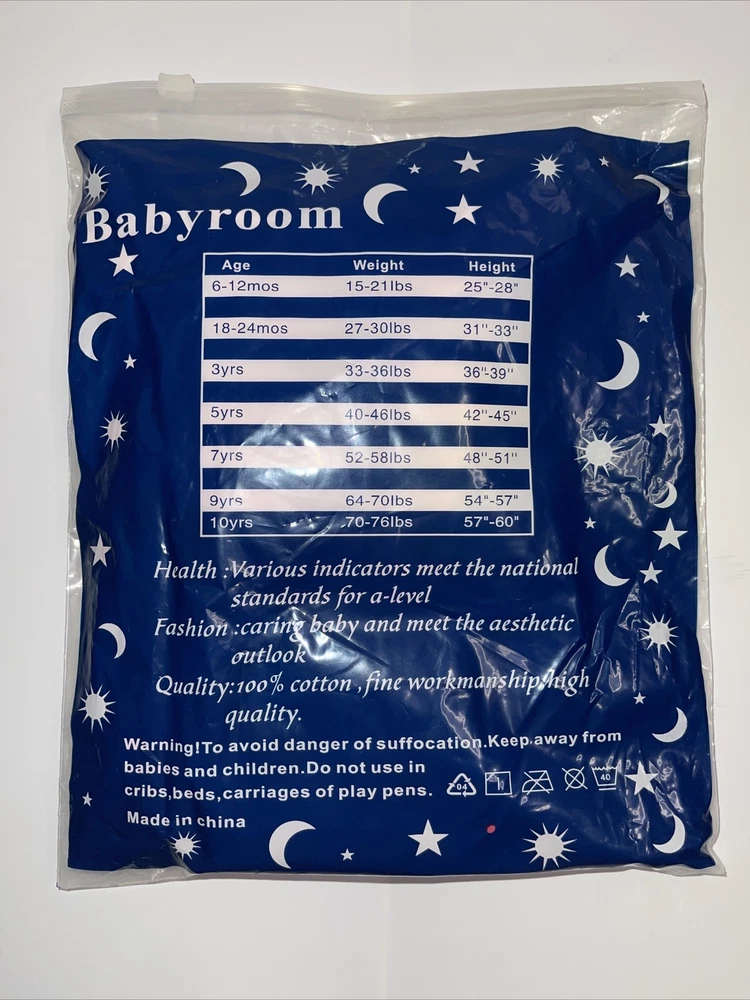 Babyroom
Age Weight Height
6-12mos 15-21lbs 25"-28"
18-24mos 27-30lbs 31"-33"
3yrs 33-36lbs 36"-39"
5yrs 40-46lbs 42"-45"
7yrs 52-58lbs 48"-51"
9yrs 64-70lbs 54"-57"
10yrs 70-76lbs 57"-60"
Health :Various indicators meet the national
standards for a-level
Fashion :caring baby and meet the aesthetic
outlook
Quality:100% cotton ,fine workmanship,high
quality.
Warning!To avoid danger of suffocation.Keep away from
babies and children.Do not use in
cribs,beds,carriages of play pens.
04 40
Made in china